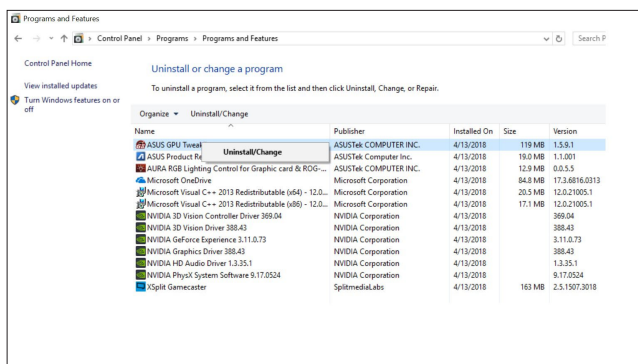 Programs and Features
Control Panel > Programs > Programs and Features
Search P
Control Panel Home
View installed updates
Turn Windows features on or
off
Uninstall or change a program
To uninstall a program, select it from the list and then click Uninstall, Change, or Repair.
Organize Uninstall/Change
Name Publisher Installed On Size Version
ASUS GPU Tweak ASUSTek COMPUTER INC. 4/13/2018 119 MB 1.5.9.1
Uninstall/Change
ASUS Product Re ASUSTek Computer Inc. 4/13/2018 19.0 MB 1.1.001
AURA RGB Lighting Control for Graphic card & ROG-... ASUSTek COMPUTER INC. 4/13/2018 12.9 MB 0.0.5.5
Microsoft OneDrive Microsoft Corporation 4/13/2018 84.8 MB 17.3.6816.0313
Microsoft Visual C++ 2013 Redistributable (x64) - 12.0... Microsoft Corporation 4/13/2018 20.5 MB 12.0.21005.1
Microsoft Visual C++ 2013 Redistributable (x86) - 12.0... Microsoft Corporation 4/13/2018 17.1 MB 12.0.21005.1
NVIDIA 3D Vision Controller Driver 369.04 NVIDIA Corporation 4/13/2018 369.04
NVIDIA 3D Vision Driver 388.43 NVIDIA Corporation 4/13/2018 388.43
NVIDIA GeForce Experience 3.11.0.73 NVIDIA Corporation 4/13/2018 3.11.0.73
NVIDIA Graphics Driver 388.43 NVIDIA Corporation 4/13/2018 388.43
NVIDIA HD Audio Driver 1.3.35.1 NVIDIA Corporation 4/13/2018 1.3.35.1
NVIDIA PhysX System Software 9.17.0524 NVIDIA Corporation 4/13/2018 9.17.0524
XSplit Gamecaster SplitmediaLabs 4/13/2018 163 MB 2.5.1507.3018